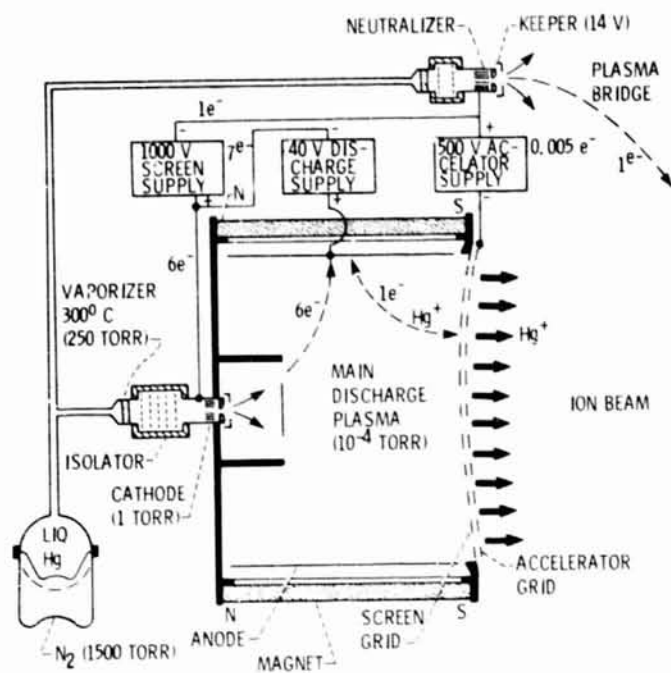 NEUTRALIZER
KEEPER (14 V)
PLASMA
BRIDGE
1e-
1000 V
SCREEN
SUPPLY
7e-
40 V DIS-
CHARGE
SUPPLY
500 V AC-
CELATOR
SUPPLY
0.005 e-
1e-
- - +
+ + -
N
S
6e-
VAPORIZER
300° C
(250 TORR)
6e-
1e-
Hg+
Hg+
MAIN
DISCHARGE
PLASMA
(10-4 TORR)
ION BEAM
ISOLATOR
CATHODE
(1 TORR)
LIQ
Hg
ACCELERATOR
GRID
N
S
ANODE
SCREEN
GRID
N2 (1500 TORR)
MAGNET